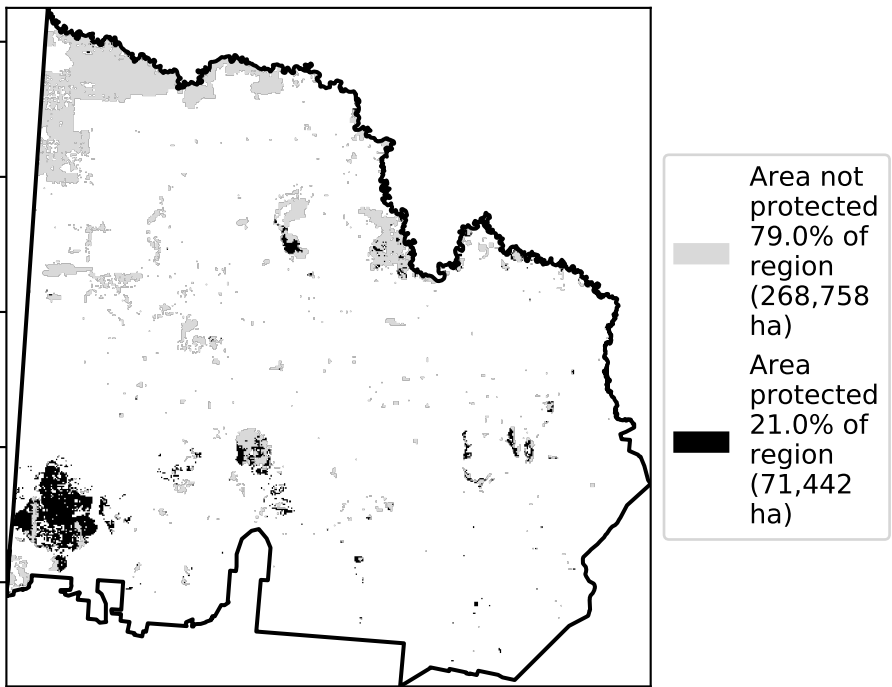 Area not
protected
79.0% of
region
(268,758
ha)
Area
protected
21.0% of
region
(71,442
ha)